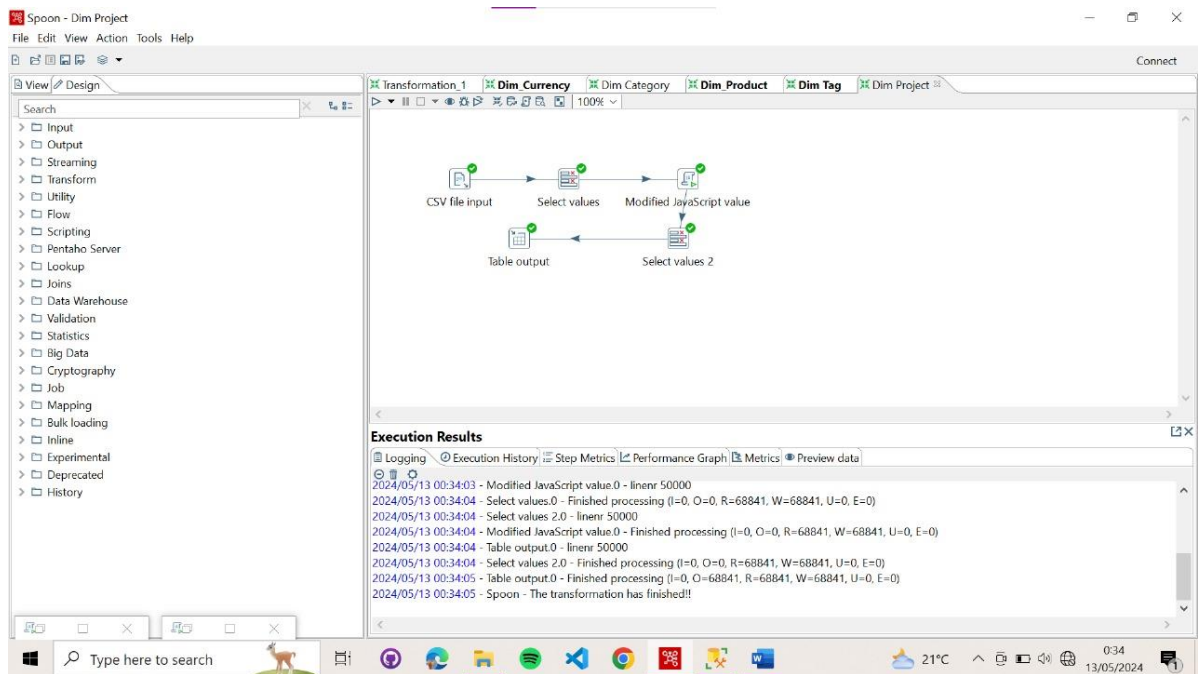 Spoon - Dim Project
File Edit View Action Tools Help
Connect
View Design
Search
Input
Output
Streaming
Transform
Utility
Flow
Scripting
Pentaho Server
Lookup
Joins
Data Warehouse
Validation
Statistics
Big Data
Cryptography
Job
Mapping
Bulk loading
Inline
Experimental
Deprecated
History
Transformation_1 Dim_Currency Dim Category Dim_Product Dim Tag Dim Project
100%
CSV file input Select values Modified JavaScript value
Table output Select values 2
Execution Results
Logging Execution History Step Metrics Performance Graph Metrics Preview data
2024/05/13 00:34:03 - Modified JavaScript value.0 - linenr 50000
2024/05/13 00:34:04 - Select values.0 - Finished processing (I=0, O=0, R=68841, W=68841, U=0, E=0)
2024/05/13 00:34:04 - Select values 2.0 - linenr 50000
2024/05/13 00:34:04 - Modified JavaScript value.0 - Finished processing (I=0, O=0, R=68841, W=68841, U=0, E=0)
2024/05/13 00:34:04 - Table output.0 - linenr 50000
2024/05/13 00:34:04 - Select values 2.0 - Finished processing (I=0, O=0, R=68841, W=68841, U=0, E=0)
2024/05/13 00:34:05 - Table output.0 - Finished processing (I=0, O=68841, R=68841, W=68841, U=0, E=0)
2024/05/13 00:34:05 - Spoon - The transformation has finished!!
Type here to search
21°C
0:34
13/05/2024
1